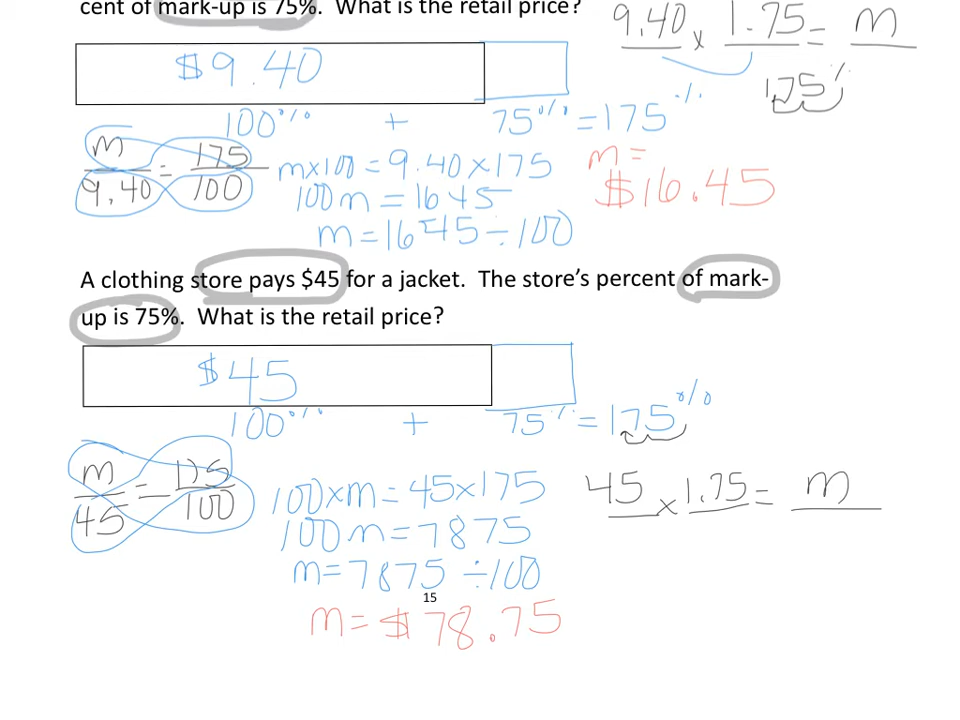 cent of mark-up is 75%. What is the retail price?
9.40 x 1.75 = m
$9.40
175%
100% + 75% = 175%
m/9.40 = 175/100
m x 100 = 9.40 x 175
m =
100m = 1645
$16.45
m = 1645 ÷ 100
A clothing store pays $45 for a jacket. The store's percent of mark-
up is 75%. What is the retail price?
$45
100% + 75% = 175%
m/45 = 175/100
100 x m = 45 x 175
45 x 1.75 = m
100m = 7875
m = 7875 ÷ 100
15
m = $78.75